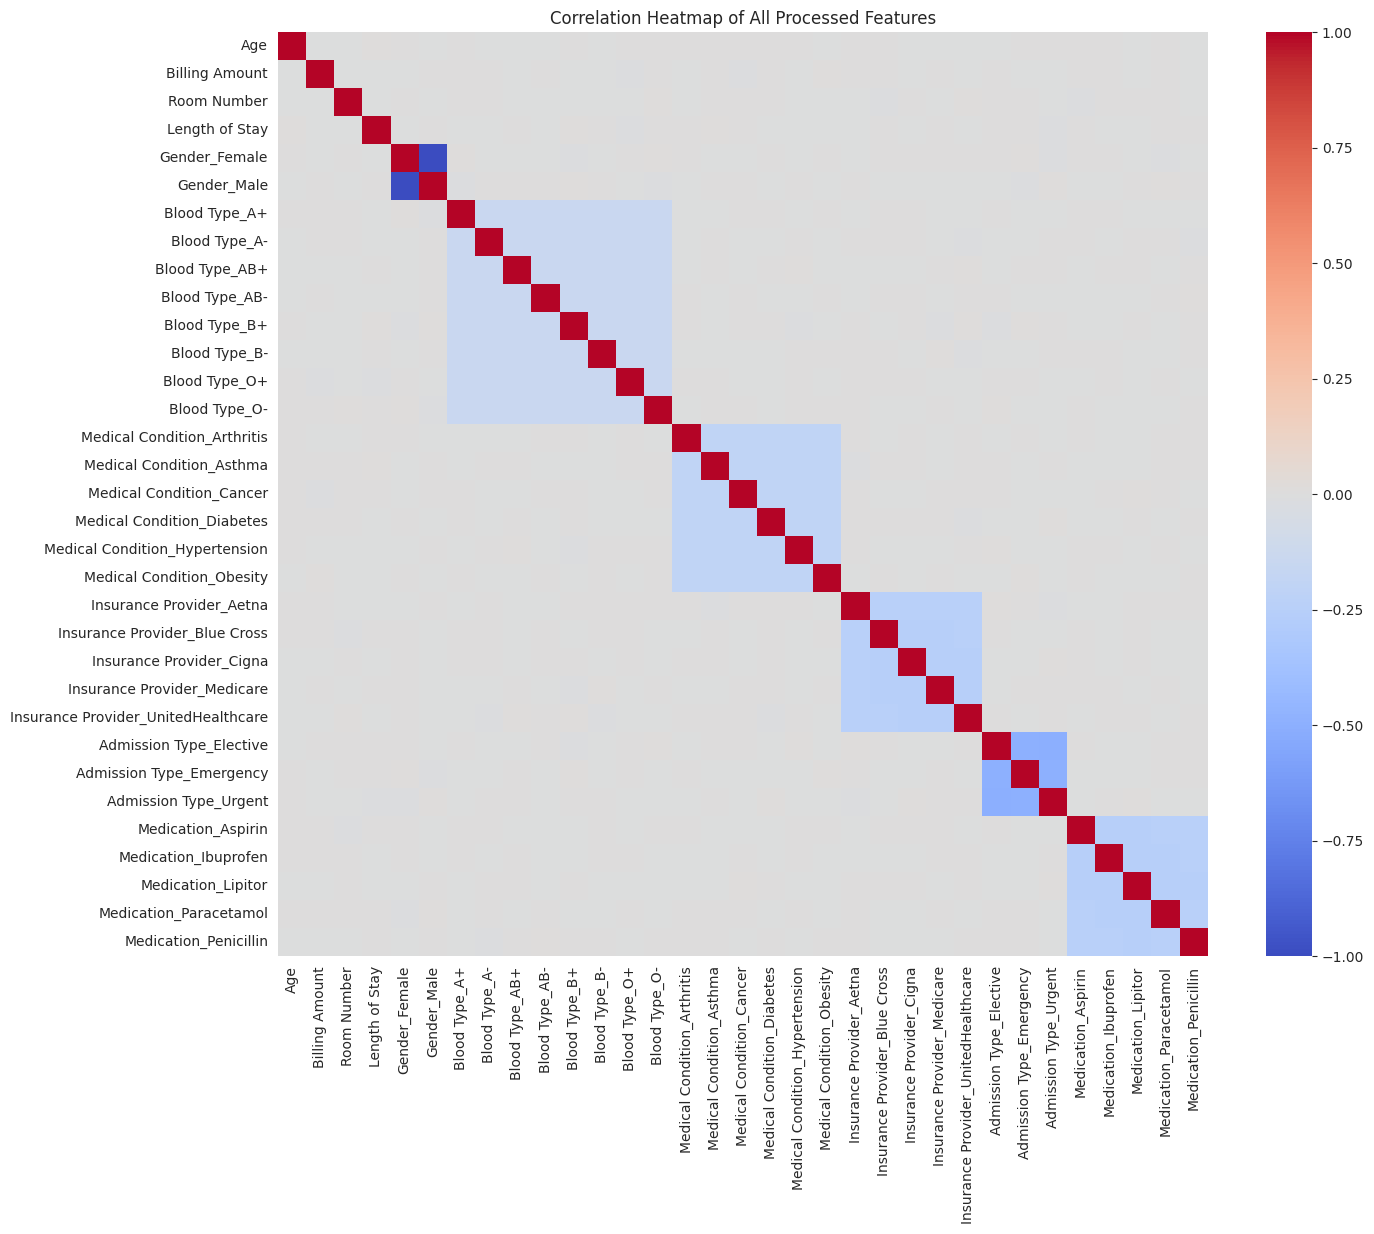 Correlation Heatmap of All Processed Features
Age
Billing Amount
Room Number
Length of Stay
Gender_Female
Gender_Male
Blood Type_A+
Blood Type_A-
Blood Type_AB+
Blood Type_AB-
Blood Type_B+
Blood Type_B-
Blood Type_O+
Blood Type_O-
Medical Condition_Arthritis
Medical Condition_Asthma
Medical Condition_Cancer
Medical Condition_Diabetes
Medical Condition_Hypertension
Medical Condition_Obesity
Insurance Provider_Aetna
Insurance Provider_Blue Cross
Insurance Provider_Cigna
Insurance Provider_Medicare
Insurance Provider_UnitedHealthcare
Admission Type_Elective
Admission Type_Emergency
Admission Type_Urgent
Medication_Aspirin
Medication_Ibuprofen
Medication_Lipitor
Medication_Paracetamol
Medication_Penicillin
Age
Billing Amount
Room Number
Length of Stay
Gender_Female
Gender_Male
Blood Type_A+
Blood Type_A-
Blood Type_AB+
Blood Type_AB-
Blood Type_B+
Blood Type_B-
Blood Type_O+
Blood Type_O-
Medical Condition_Arthritis
Medical Condition_Asthma
Medical Condition_Cancer
Medical Condition_Diabetes
Medical Condition_Hypertension
Medical Condition_Obesity
Insurance Provider_Aetna
Insurance Provider_Blue Cross
Insurance Provider_Cigna
Insurance Provider_Medicare
Insurance Provider_UnitedHealthcare
Admission Type_Elective
Admission Type_Emergency
Admission Type_Urgent
Medication_Aspirin
Medication_Ibuprofen
Medication_Lipitor
Medication_Paracetamol
Medication_Penicillin
1.00
0.75
0.50
0.25
0.00
−0.25
−0.50
−0.75
−1.00